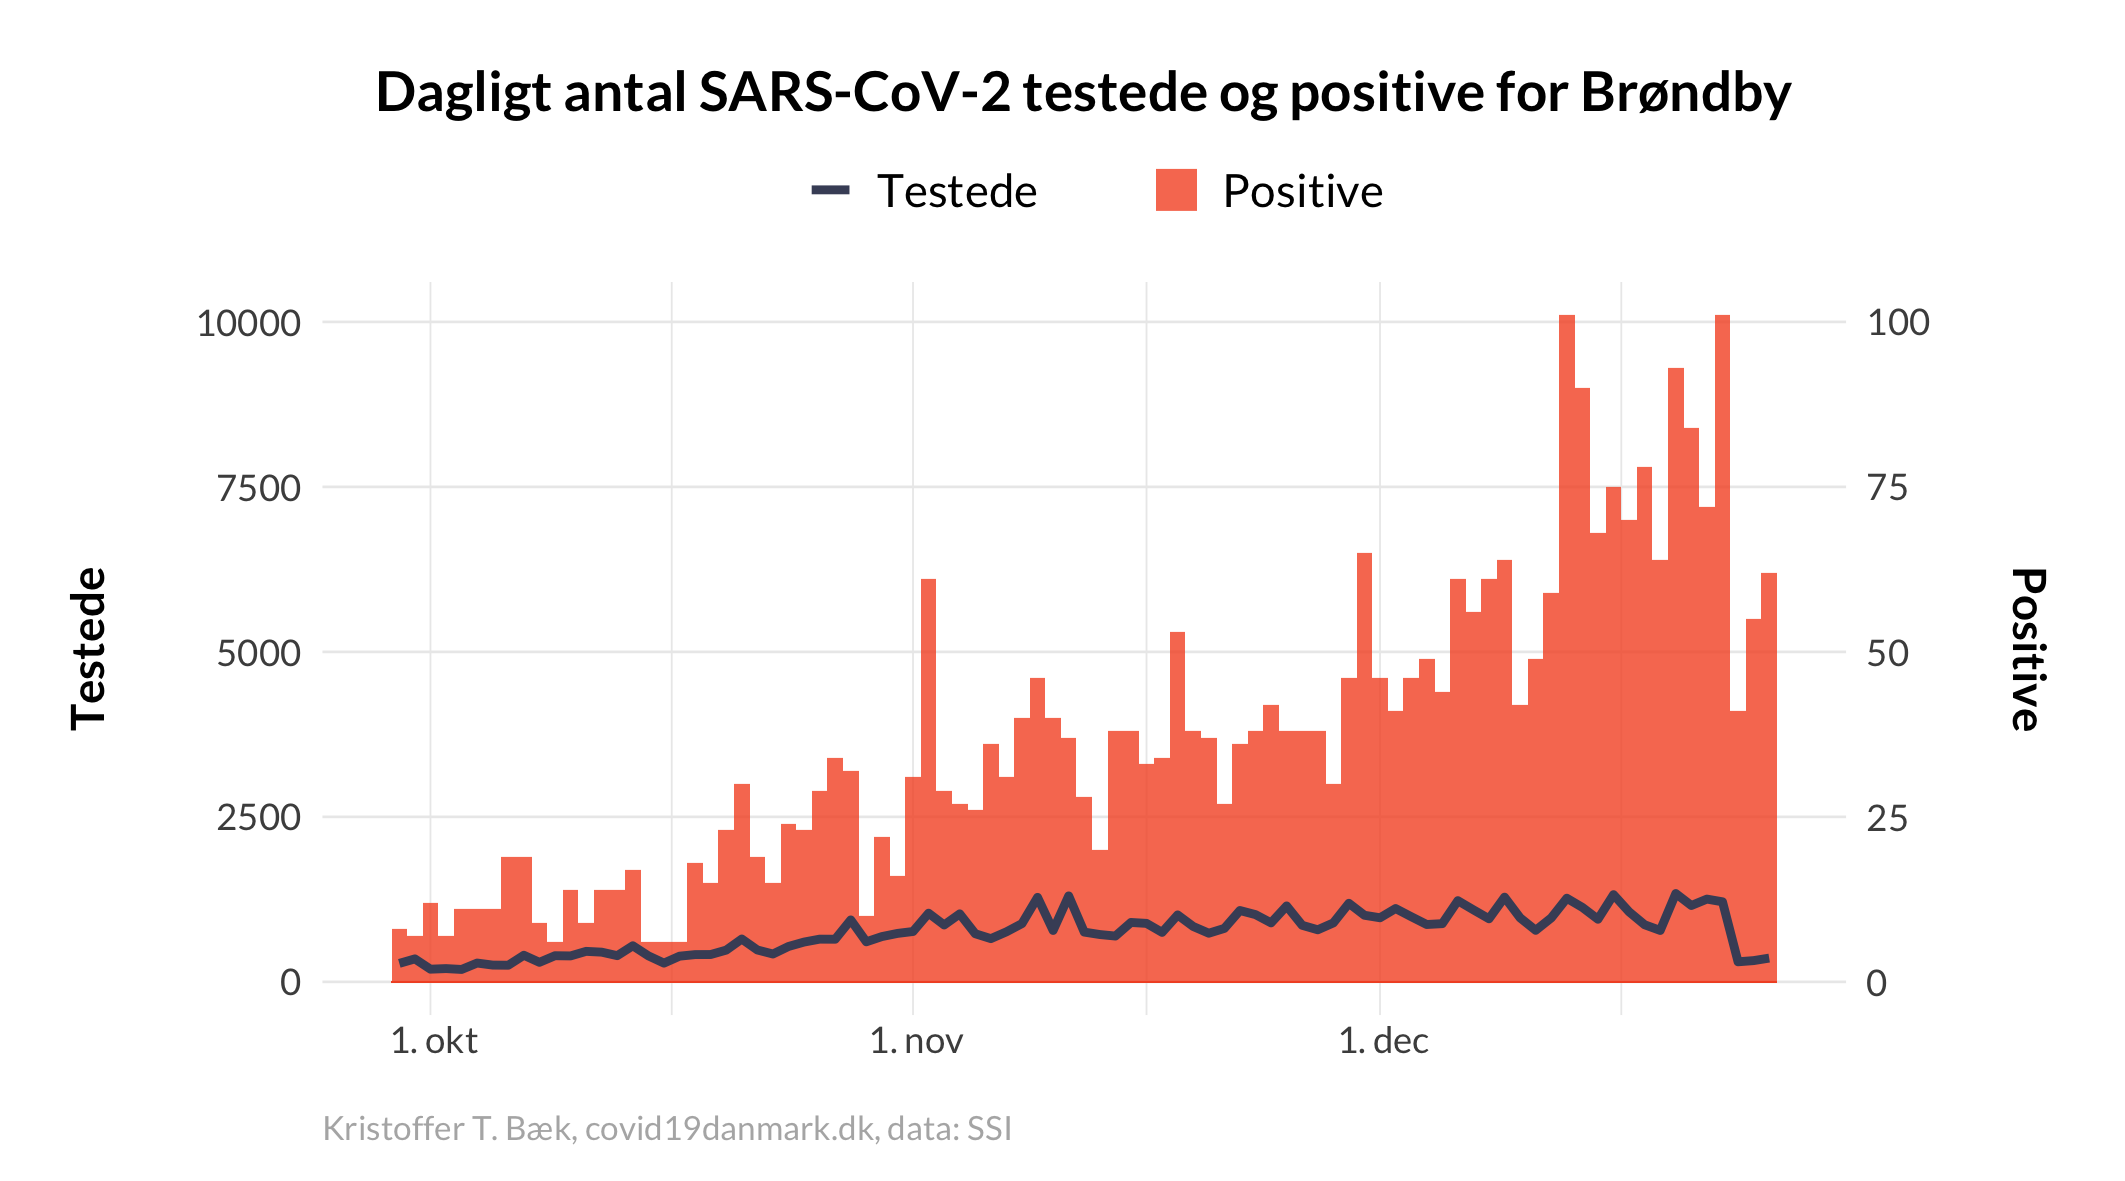 Dagligt antal SARS-CoV-2 testede og positive for Brøndby
Testede
Positive
10000
7500
5000
2500
0
Testede
100
75
50
25
0
Positive
1. okt
1. nov
1. dec
Kristoffer T. Bæk, covid19danmark.dk, data: SSI